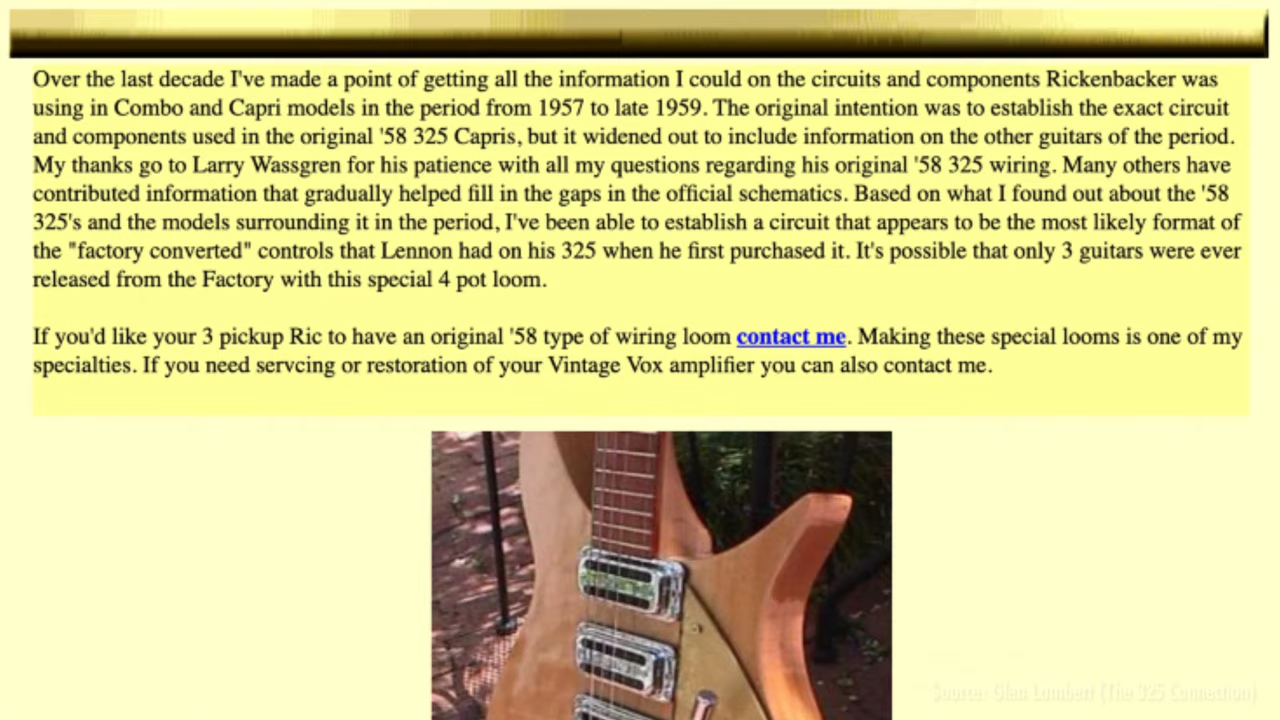 Over the last decade I've made a point of getting all the information I could on the circuits and components Rickenbacker was
using in Combo and Capri models in the period from 1957 to late 1959. The original intention was to establish the exact circuit
and components used in the original '58 325 Capris, but it widened out to include information on the other guitars of the period.
My thanks go to Larry Wassgren for his patience with all my questions regarding his original '58 325 wiring. Many others have
contributed information that gradually helped fill in the gaps in the official schematics. Based on what I found out about the '58
325's and the models surrounding it in the period, I've been able to establish a circuit that appears to be the most likely format of
the "factory converted" controls that Lennon had on his 325 when he first purchased it. It's possible that only 3 guitars were ever
released from the Factory with this special 4 pot loom.
If you'd like your 3 pickup Ric to have an original '58 type of wiring loom contact me. Making these special looms is one of my
specialties. If you need servcing or restoration of your Vintage Vox amplifier you can also contact me.
Source: Glen Lambert (The 325 Connection)